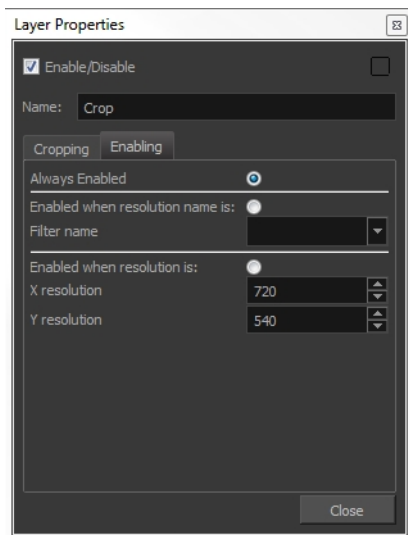 Layer Properties
Enable/Disable
Name: Crop
Cropping Enabling
Always Enabled
Enabled when resolution name is:
Filter name
Enabled when resolution is:
X resolution 720
Y resolution 540
Close